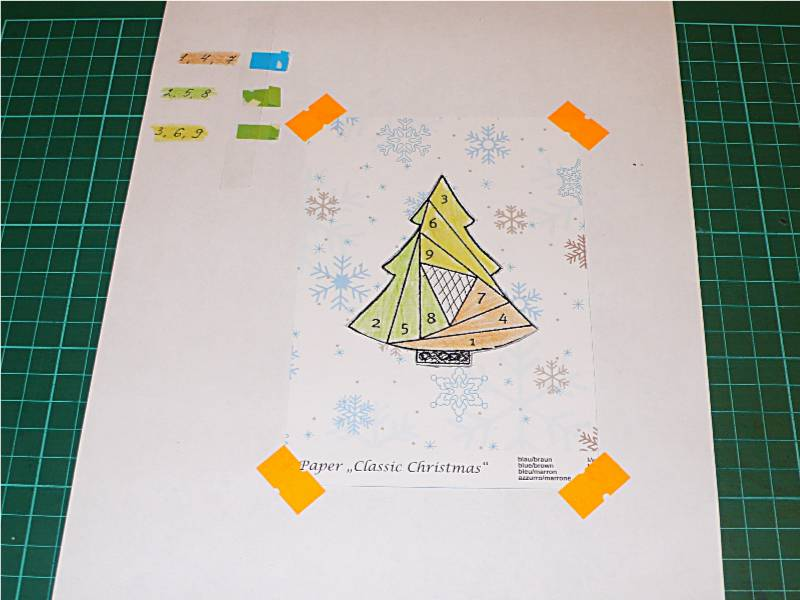 1, 4, 7
2, 5, 8
3, 6, 9
3
6
9
7
4
2
5
8
1
Paper „Classic Christmas“
blau/braun
blue/brown
bleu/marron
azzurro/marrone